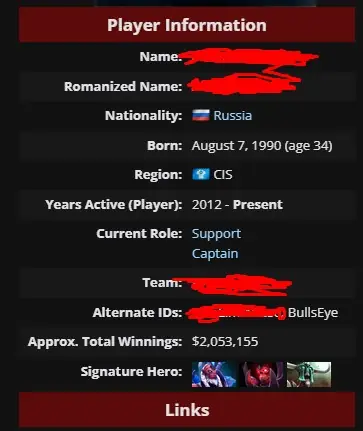 Player Information
Name:
Romanized Name:
Nationality: Russia
Born: August 7, 1990 (age 34)
Region: CIS
Years Active (Player): 2012 - Present
Current Role: Support
Captain
Team:
Alternate IDs: BullsEye
Approx. Total Winnings: $2,053,155
Signature Hero:
Links